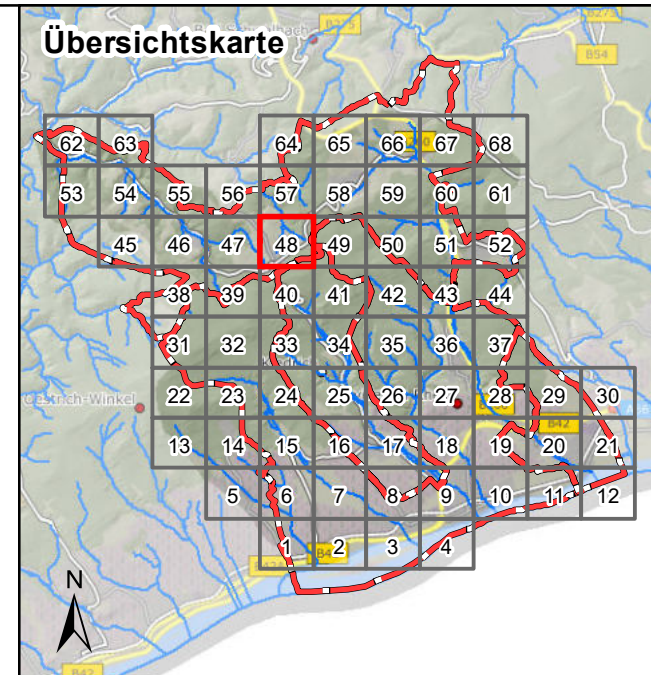 Übersichtskarte
B54
62 63 64 65 66 67 68
53 54 55 56 57 58 59 60 61
45 46 47 48 49 50 51 52
38 39 40 41 42 43 44
31 32 33 34 35 36 37
Oestrich-Winkel
22 23 24 25 26 27 28 29 30
B42
13 14 15 16 17 18 19 20 21
5 6 7 8 9 10 11 12
1 2 3 4
N
B42